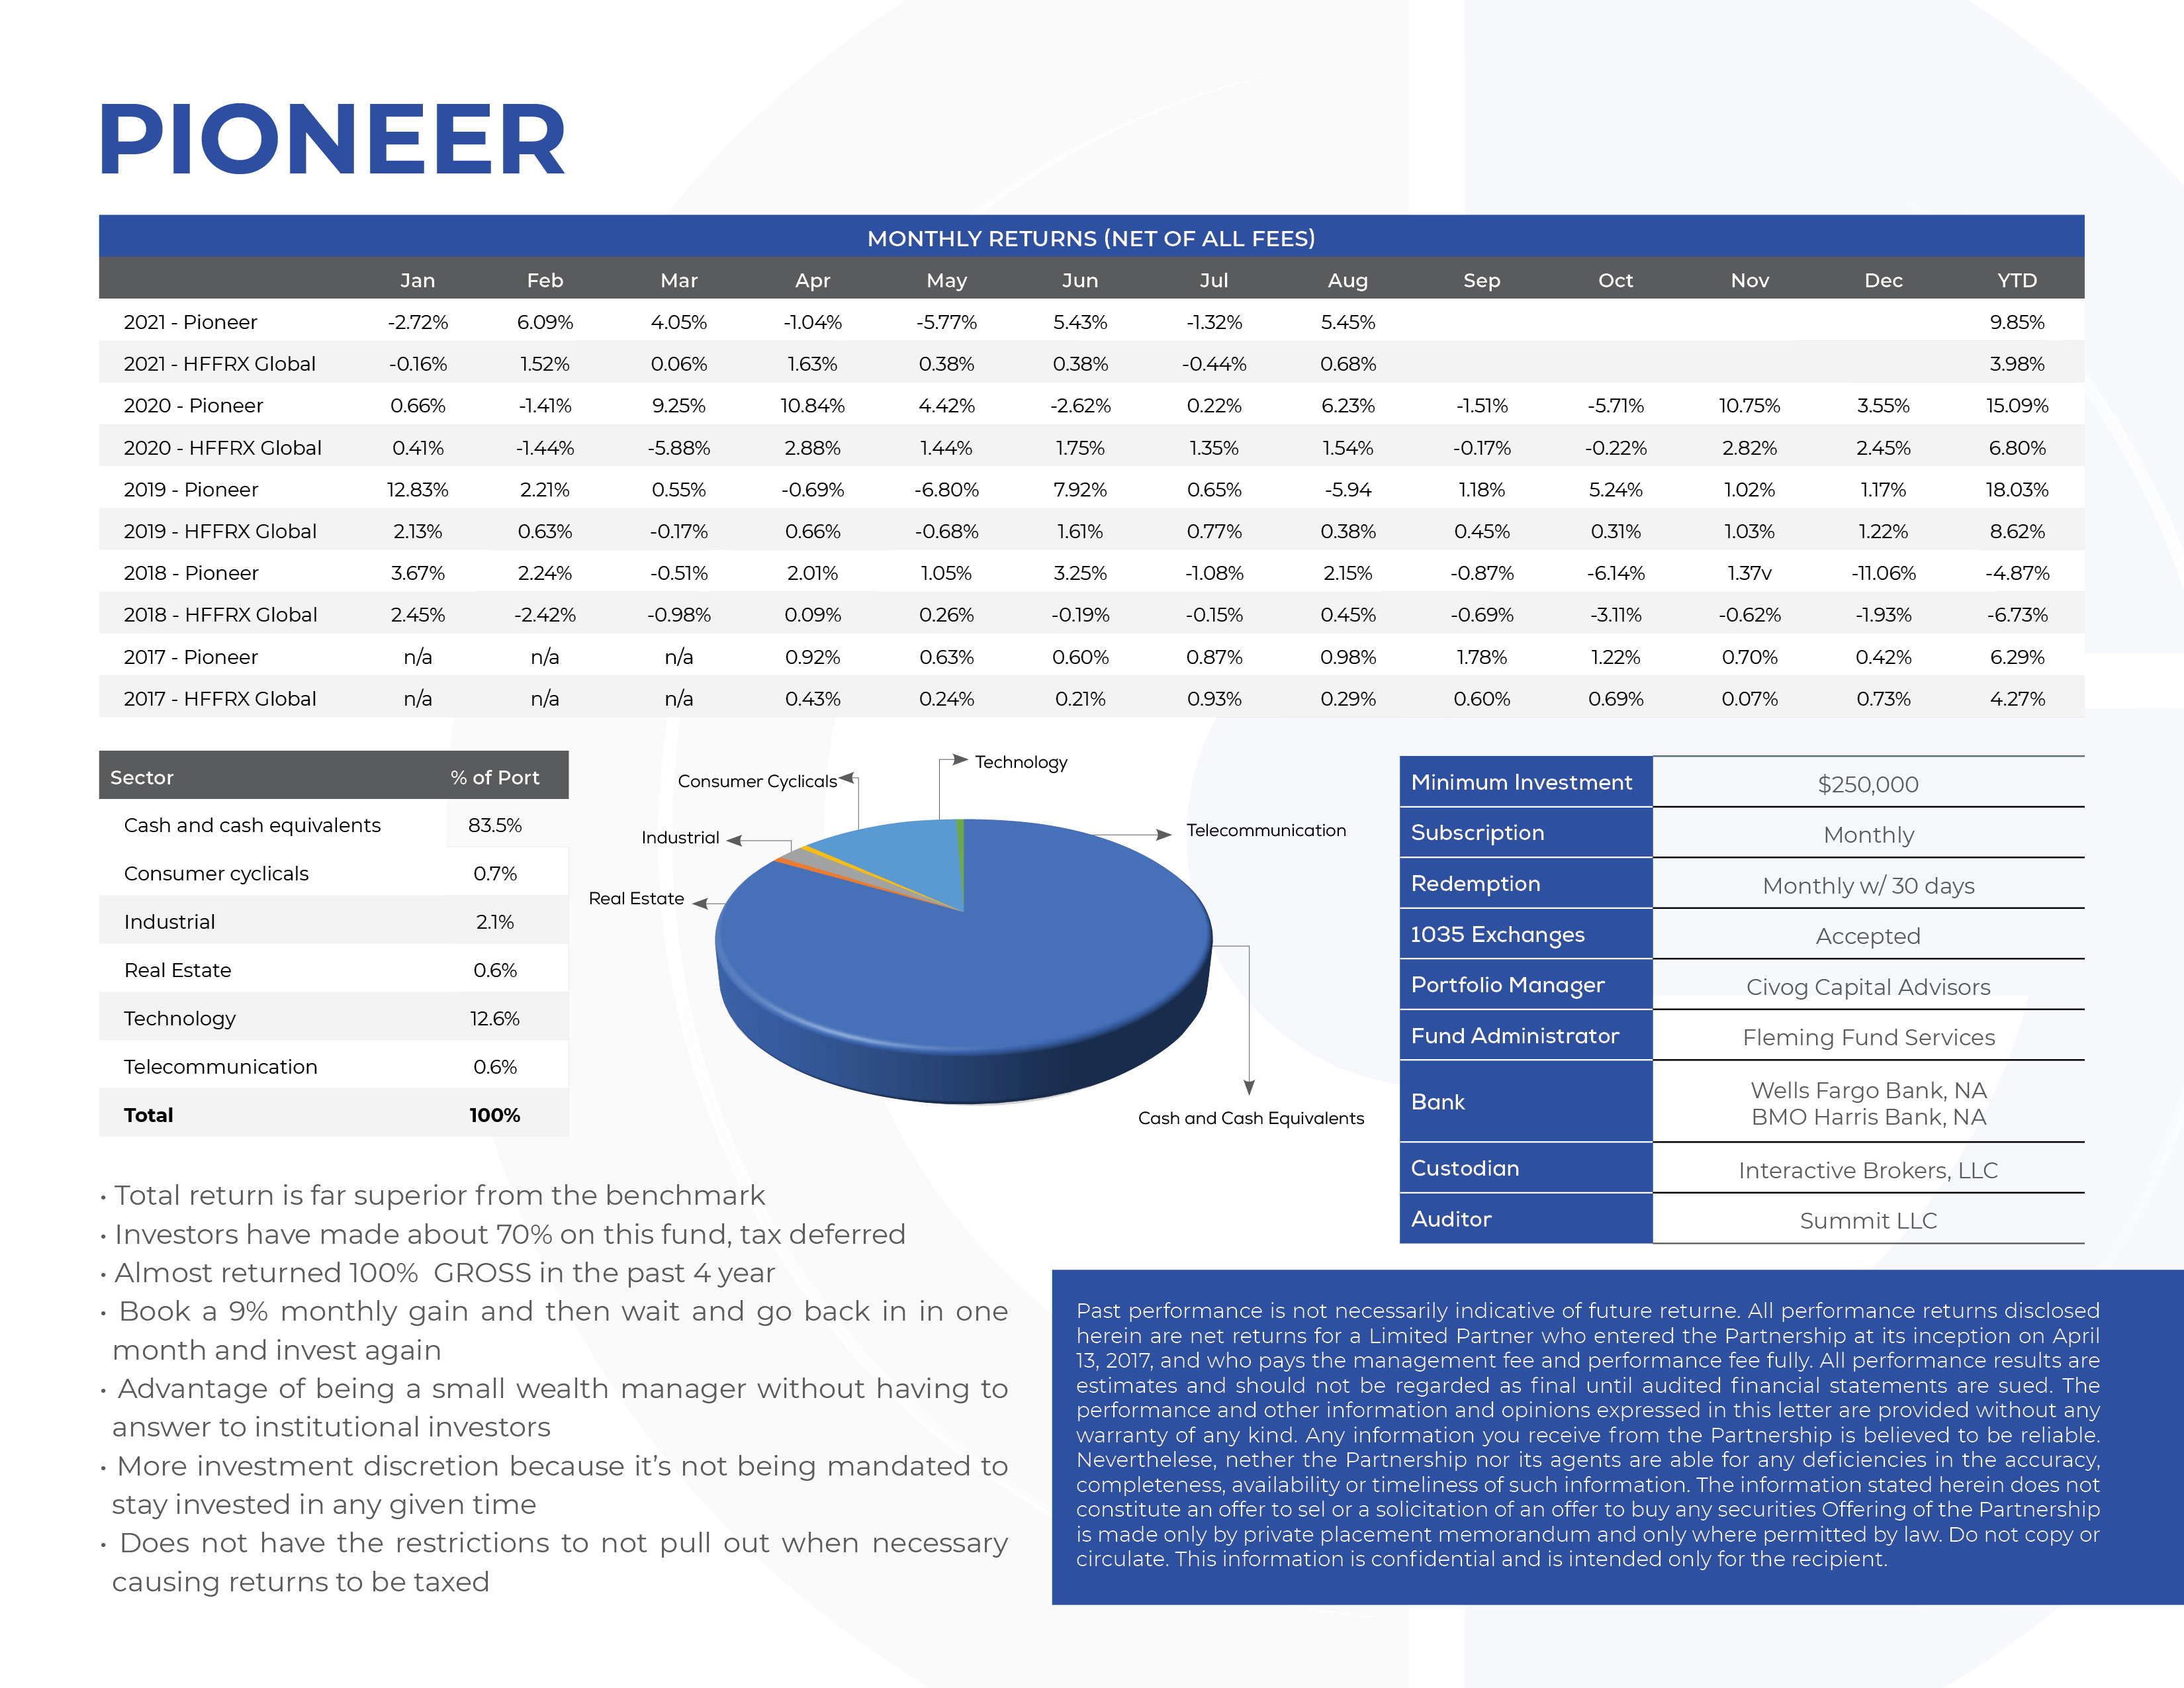 PIONEER
MONTHLY RETURNS (NET OF ALL FEES)
Jan Feb Mar Apr May Jun Jul Aug Sep Oct Nov Dec YTD
2021 - Pioneer -2.72% 6.09% 4.05% -1.04% -5.77% 5.43% -1.32% 5.45% 9.85%
2021 - HFFRX Global -0.16% 1.52% 0.06% 1.63% 0.38% 0.38% -0.44% 0.68% 3.98%
2020 - Pioneer 0.66% -1.41% 9.25% 10.84% 4.42% -2.62% 0.22% 6.23% -1.51% -5.71% 10.75% 3.55% 15.09%
2020 - HFFRX Global 0.41% -1.44% -5.88% 2.88% 1.44% 1.75% 1.35% 1.54% -0.17% -0.22% 2.82% 2.45% 6.80%
2019 - Pioneer 12.83% 2.21% 0.55% -0.69% -6.80% 7.92% 0.65% -5.94 1.18% 5.24% 1.02% 1.17% 18.03%
2019 - HFFRX Global 2.13% 0.63% -0.17% 0.66% -0.68% 1.61% 0.77% 0.38% 0.45% 0.31% 1.03% 1.22% 8.62%
2018 - Pioneer 3.67% 2.24% -0.51% 2.01% 1.05% 3.25% -1.08% 2.15% -0.87% -6.14% 1.37v -11.06% -4.87%
2018 - HFFRX Global 2.45% -2.42% -0.98% 0.09% 0.26% -0.19% -0.15% 0.45% -0.69% -3.11% -0.62% -1.93% -6.73%
2017 - Pioneer n/a n/a n/a 0.92% 0.63% 0.60% 0.87% 0.98% 1.78% 1.22% 0.70% 0.42% 6.29%
2017 - HFFRX Global n/a n/a n/a 0.43% 0.24% 0.21% 0.93% 0.29% 0.60% 0.69% 0.07% 0.73% 4.27%
Sector % of Port
Cash and cash equivalents 83.5%
Consumer cyclicals 0.7%
Industrial 2.1%
Real Estate 0.6%
Technology 12.6%
Telecommunication 0.6%
Total 100%
Technology
Consumer Cyclicals
Telecommunication
Industrial
Real Estate
Cash and Cash Equivalents
Minimum Investment $250,000
Subscription Monthly
Redemption Monthly w/ 30 days
1035 Exchanges Accepted
Portfolio Manager Civog Capital Advisors
Fund Administrator Fleming Fund Services
Bank Wells Fargo Bank, NA
BMO Harris Bank, NA
Custodian Interactive Brokers, LLC
Auditor Summit LLC
• Total return is far superior from the benchmark
• Investors have made about 70% on this fund, tax deferred
• Almost returned 100% GROSS in the past 4 year
• Book a 9% monthly gain and then wait and go back in in one
month and invest again
• Advantage of being a small wealth manager without having to
answer to institutional investors
• More investment discretion because it's not being mandated to
stay invested in any given time
• Does not have the restrictions to not pull out when necessary
causing returns to be taxed
Past performance is not necessarily indicative of future returne. All performance returns disclosed
herein are net returns for a Limited Partner who entered the Partnership at its inception on April
13, 2017, and who pays the management fee and performance fee fully. All performance results are
estimates and should not be regarded as final until audited financial statements are sued. The
performance and other information and opinions expressed in this letter are provided without any
warranty of any kind. Any information you receive from the Partnership is believed to be reliable.
Neverthelese, nether the Partnership nor its agents are able for any deficiencies in the accuracy,
completeness, availability or timeliness of such information. The information stated herein does not
constitute an offer to sel or a solicitation of an offer to buy any securities Offering of the Partnership
is made only by private placement memorandum and only where permitted by law. Do not copy or
circulate. This information is confidential and is intended only for the recipient.